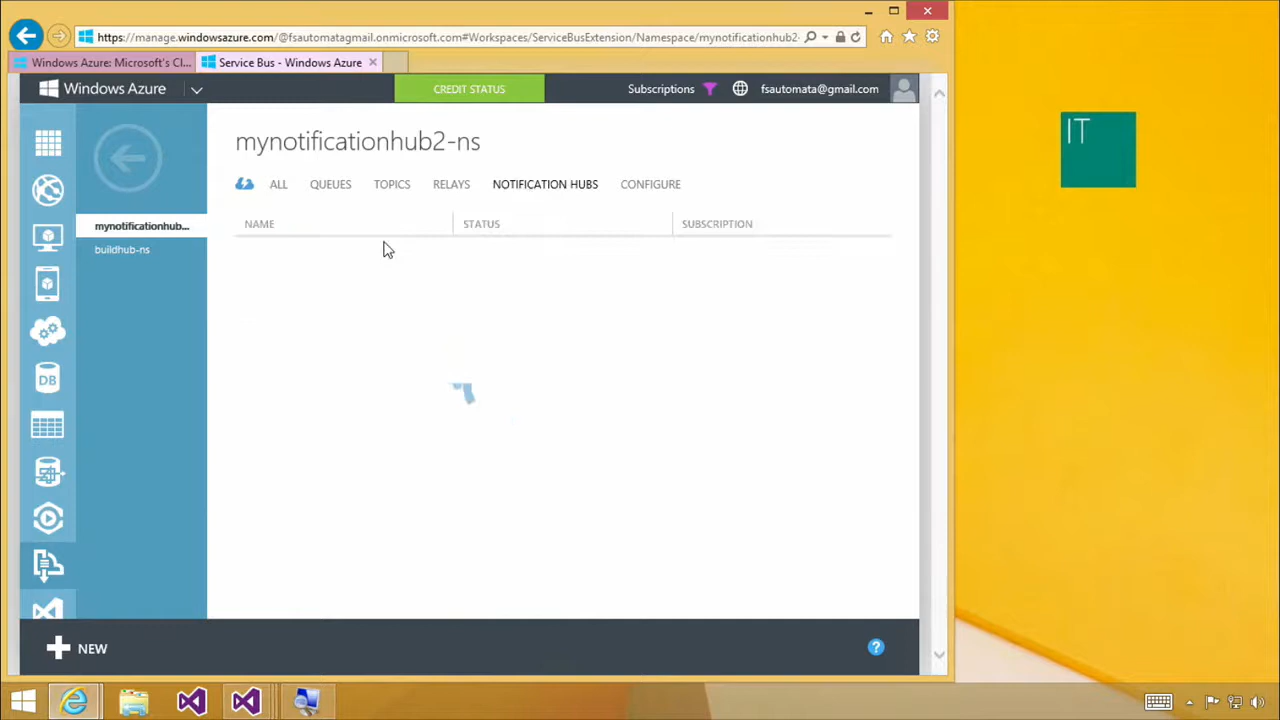 https://manage.windowsazure.com/@fsautomatagmail.onmicrosoft.com#Workspaces/ServiceBusExtension/Namespace/mynotificationhub2-
Windows Azure: Microsoft's Cl...
Service Bus - Windows Azure
Windows Azure
CREDIT STATUS
Subscriptions
fsautomata@gmail.com
IT
mynotificationhub2-ns
ALL
QUEUES
TOPICS
RELAYS
NOTIFICATION HUBS
CONFIGURE
mynotificationhub...
NAME
STATUS
SUBSCRIPTION
buildhub-ns
DB
NEW
?